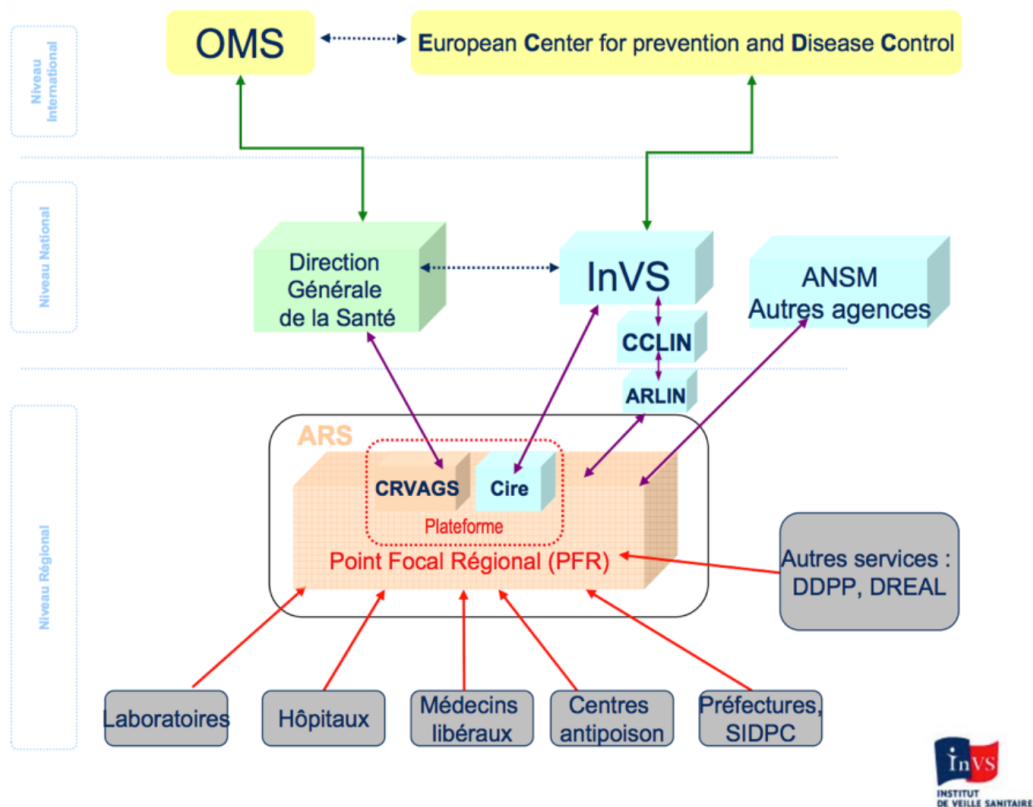 OMS
European Center for prevention and Disease Control
Niveau
International
Niveau National
Direction
Générale
de la Santé
InVS
ANSM
Autres agences
CCLIN
ARLIN
Niveau Régional
ARS
CRVAGS
Cire
Plateforme
Point Focal Régional (PFR)
Autres services :
DDPP, DREAL
Laboratoires
Hôpitaux
Médecins
libéraux
Centres
antipoison
Préfectures,
SIDPC
InVS
INSTITUT
DE VEILLE SANITAIRE